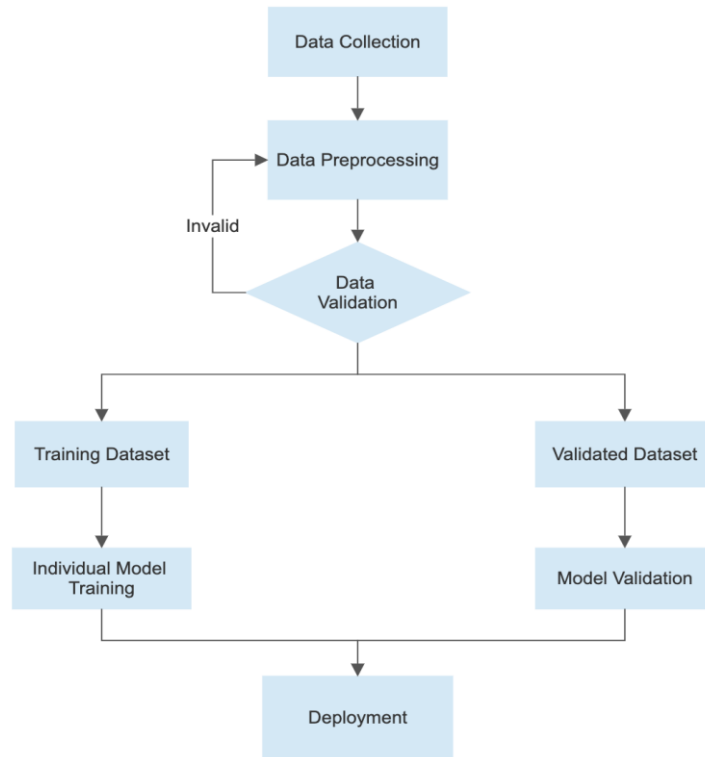 Data Collection
Data Preprocessing
Invalid
Data
Validation
Training Dataset
Validated Dataset
Individual Model
Training
Model Validation
Deployment